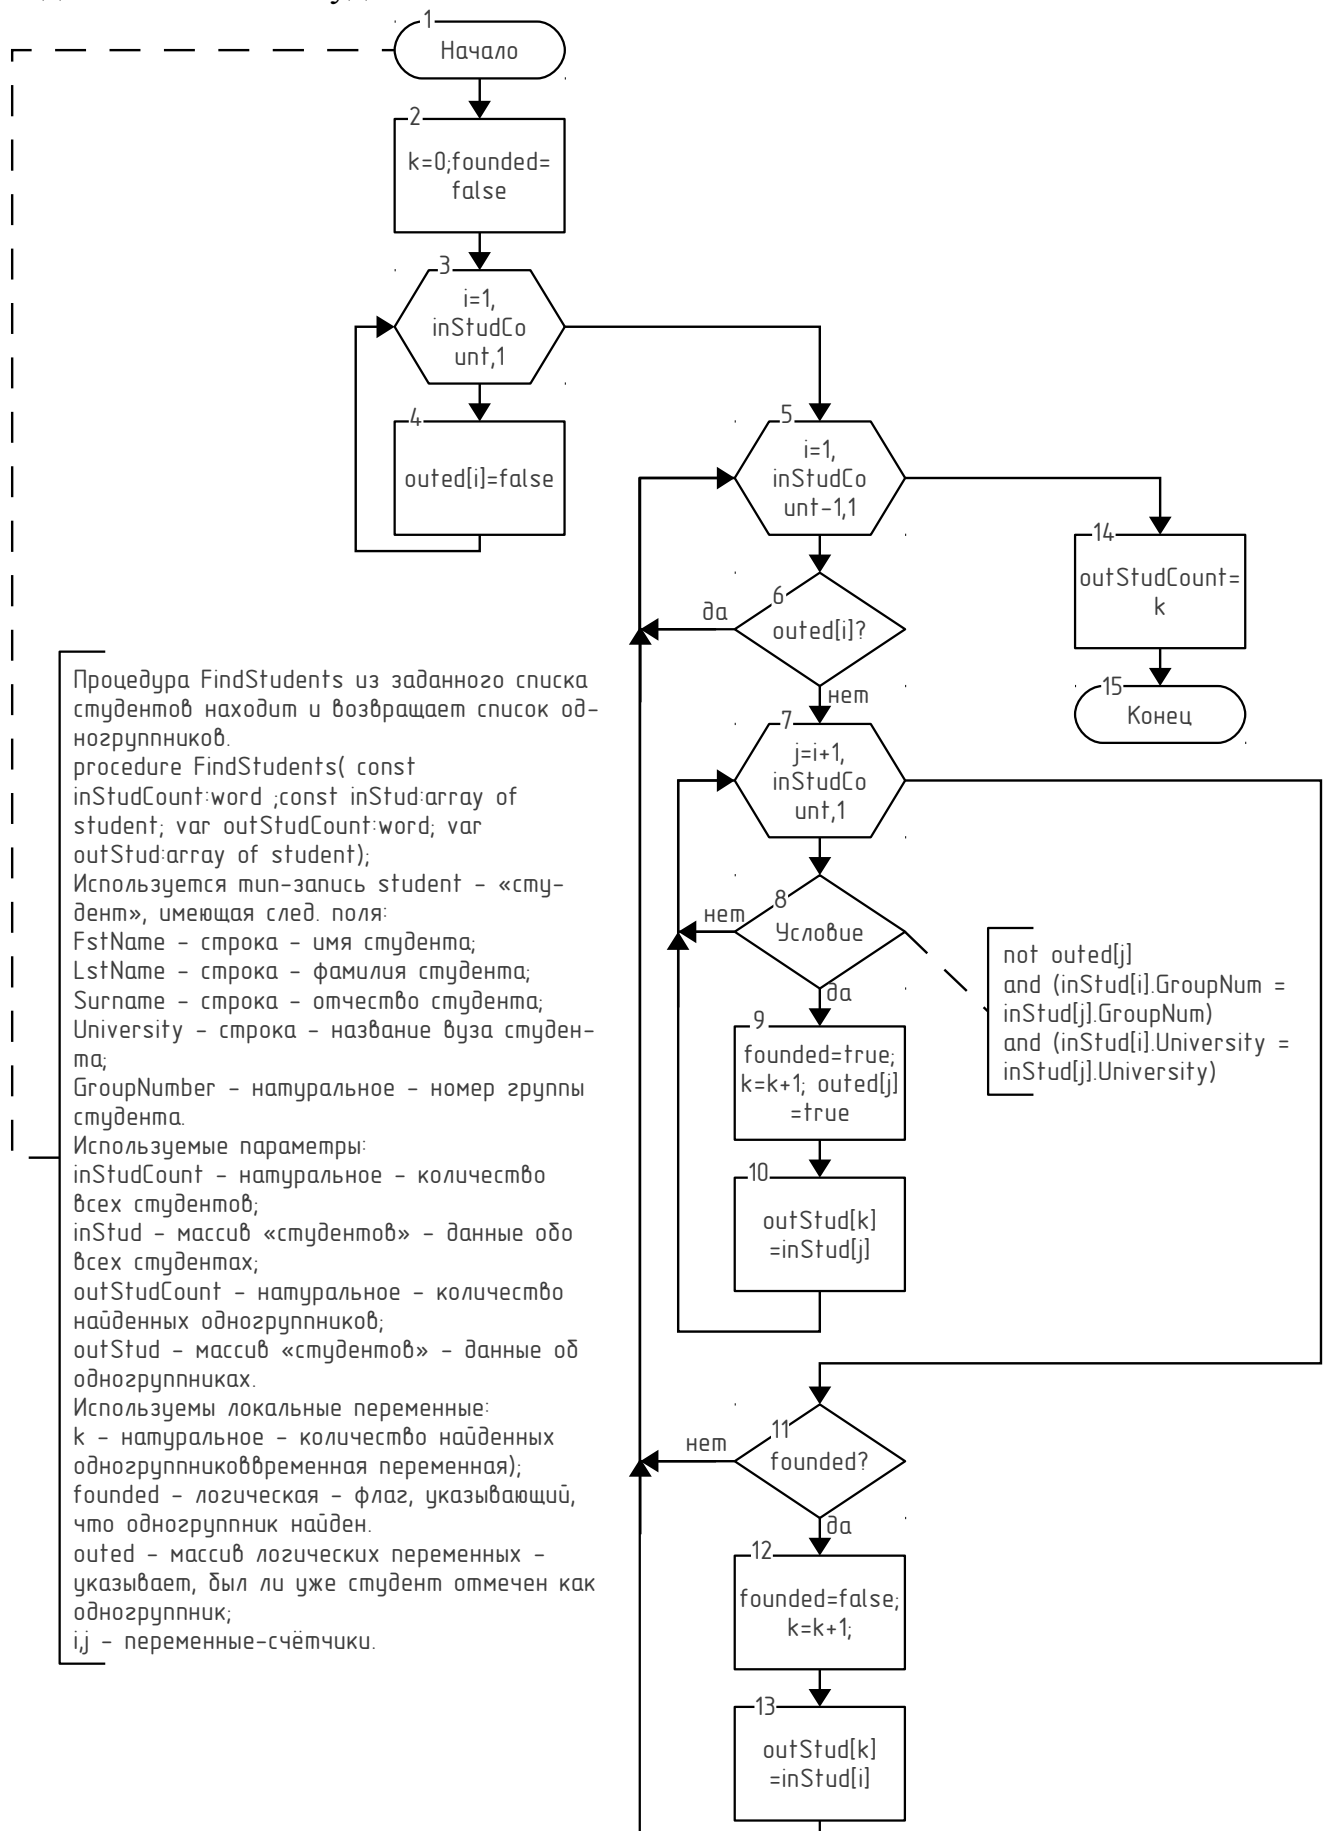 1
Начало
2
k=0;founded=
false
3
i=1,
inStudCo
unt,1
4
outed[i]=false
5
i=1,
inStudCo
unt-1,1
14
outStudCount=
k
6
outed[i]?
да
нет
15
Конец
7
j=i+1,
inStudCo
unt,1
8
Условие
нет
да
not outed[j]
and (inStud[i].GroupNum =
inStud[j].GroupNum)
and (inStud[i].University =
inStud[j].University)
9
founded=true;
k=k+1; outed[j]
=true
10
outStud[k]
=inStud[j]
11
founded?
нет
да
12
founded=false;
k=k+1;
13
outStud[k]
=inStud[i]
Процедура FindStudents из заданного списка
студентов находит и возвращает список од-
ногруппников.
procedure FindStudents( const
inStudCount:word ;const inStud:array of
student; var outStudCount:word; var
outStud:array of student);
Используется тип-запись student - «сту-
дент», имеющая след. поля:
FstName - строка - имя студента;
LstName - строка - фамилия студента;
Surname - строка - отчество студента;
University - строка - название вуза студен-
та;
GroupNumber - натуральное - номер группы
студента.
Используемые параметры:
inStudCount - натуральное - количество
всех студентов;
inStud - массив «студентов» - данные обо
всех студентах;
outStudCount - натуральное - количество
найденных одногруппников;
outStud - массив «студентов» - данные об
одногруппниках.
Используемы локальные переменные:
k - натуральное - количество найденных
одногруппниковвременная переменная);
founded - логическая - флаг, указывающий,
что одногруппник найден.
outed - массив логических переменных -
указывает, был ли уже студент отмечен как
одногруппник;
i,j - переменные-счётчики.